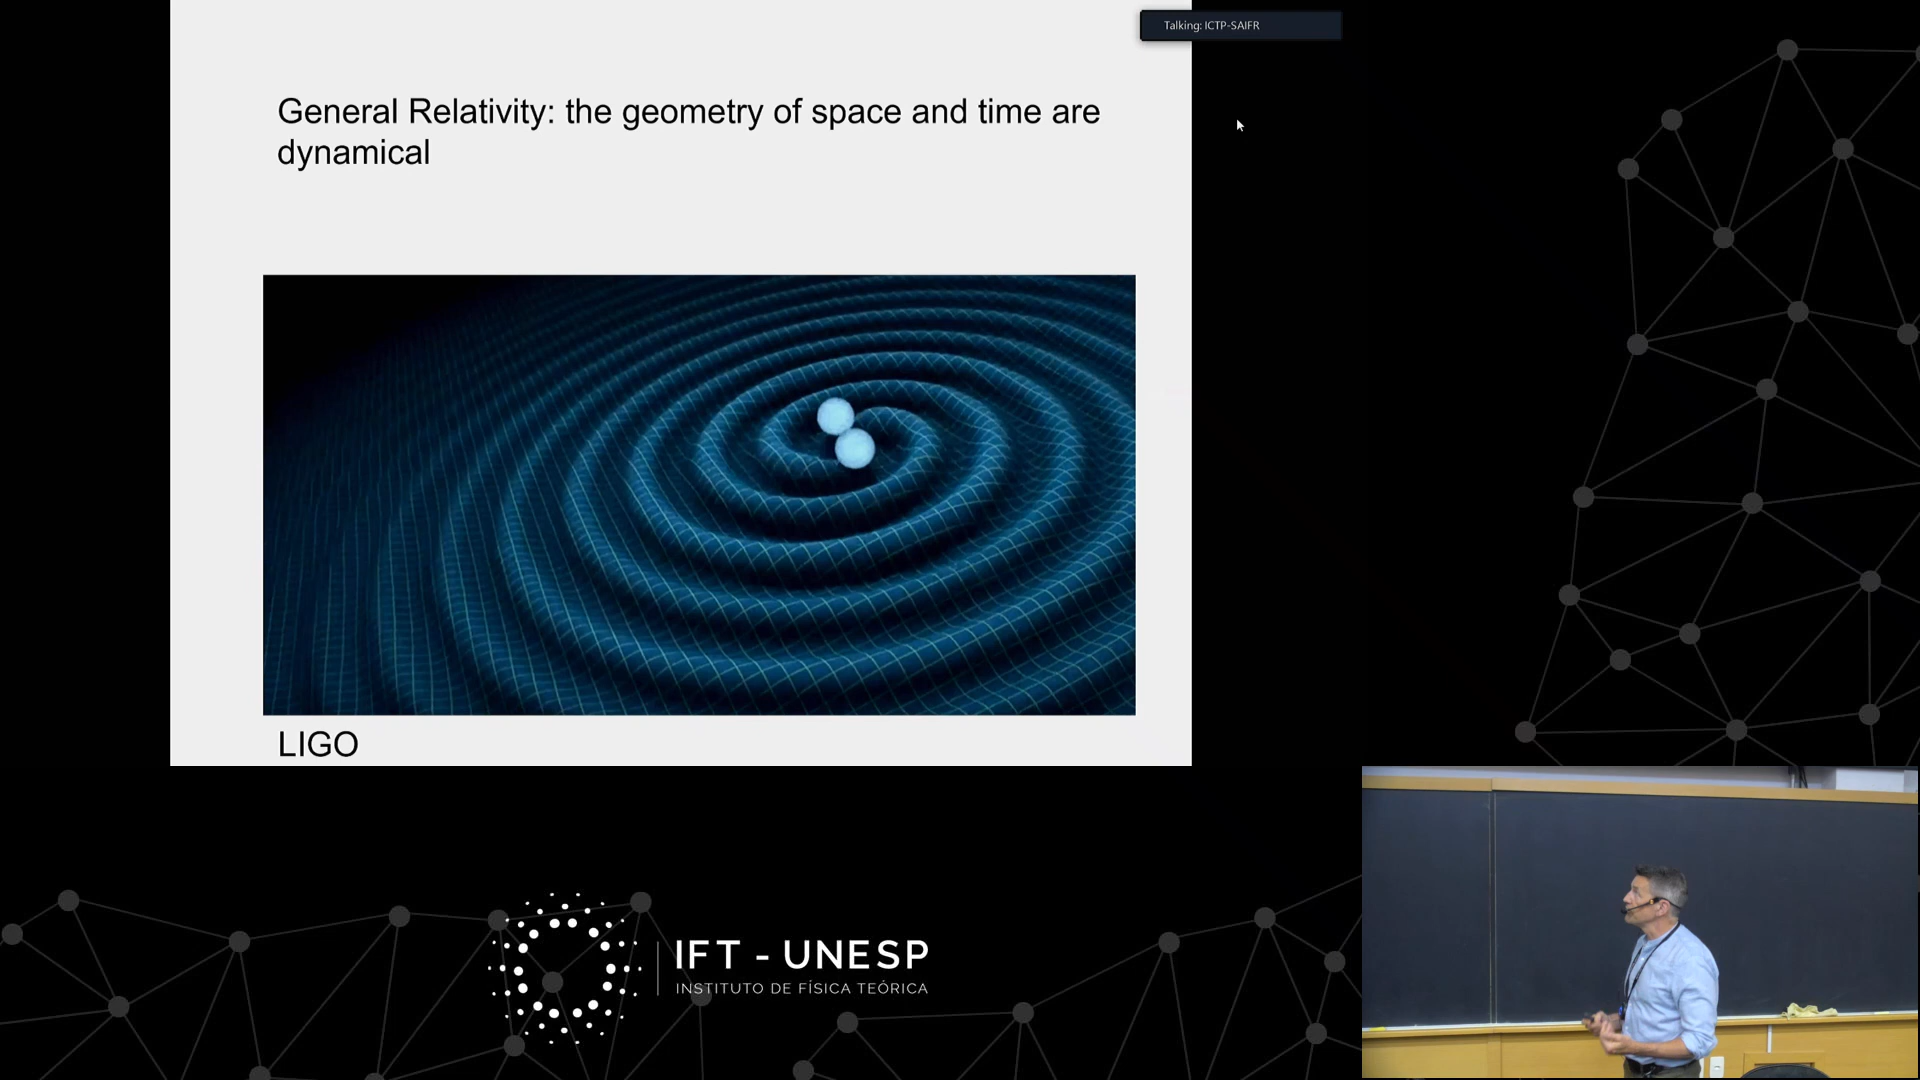 Talking: ICTP-SAIFR
General Relativity: the geometry of space and time are
dynamical
LIGO
IFT - UNESP
INSTITUTO DE FÍSICA TEÓRICA